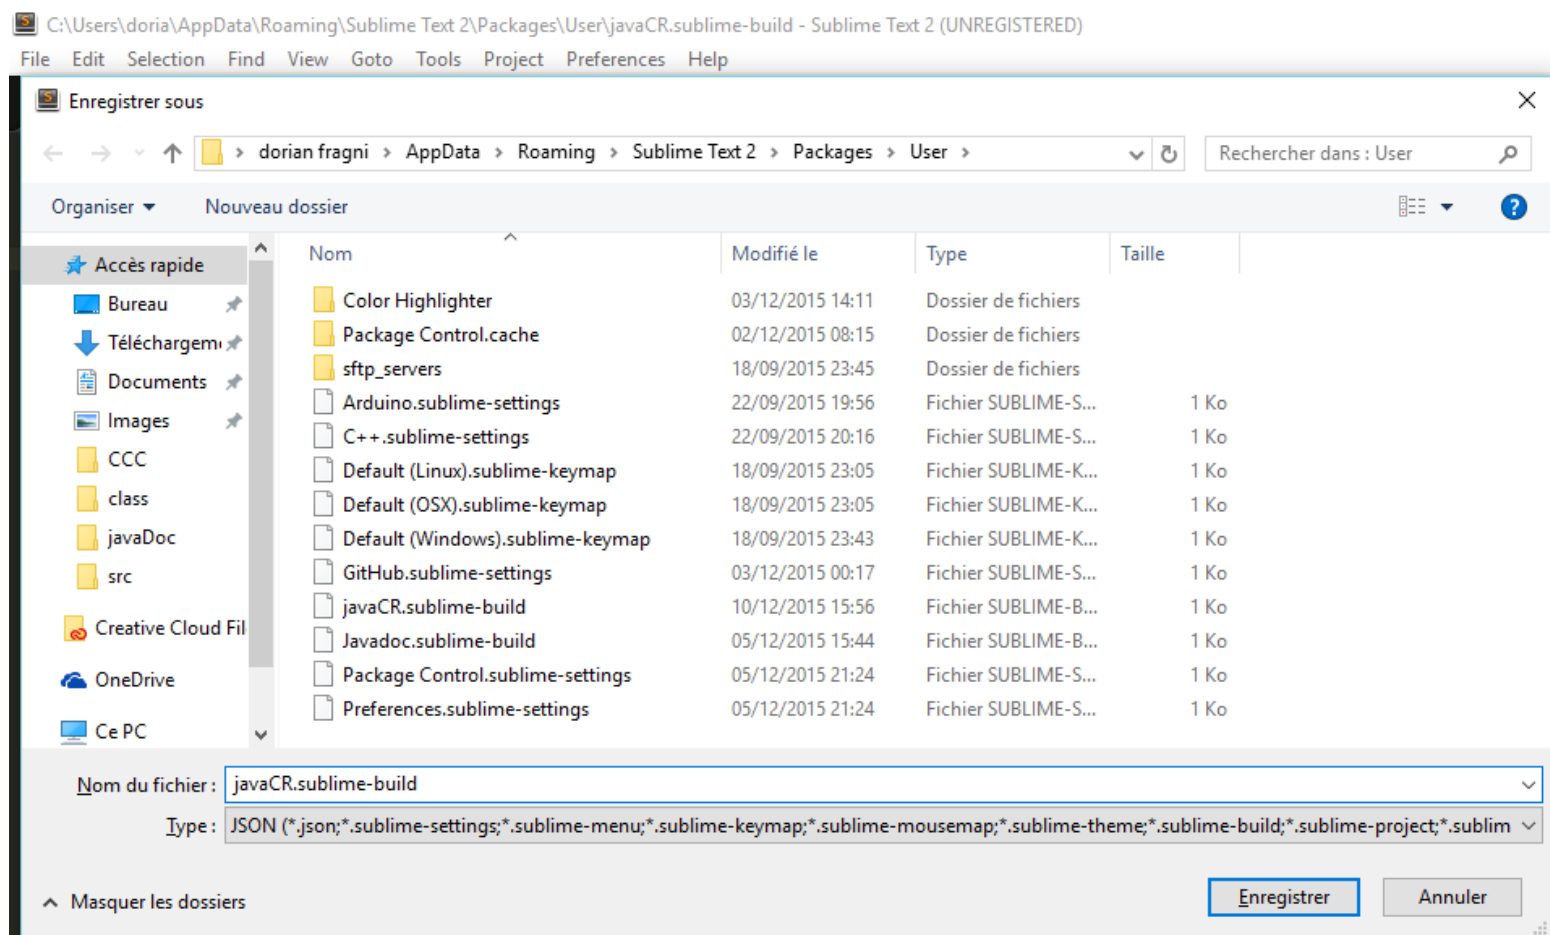 C:\Users\doria\AppData\Roaming\Sublime Text 2\Packages\User\javaCR.sublime-build - Sublime Text 2 (UNREGISTERED)
File Edit Selection Find View Goto Tools Project Preferences Help
Enregistrer sous
dorian fragni > AppData > Roaming > Sublime Text 2 > Packages > User >
Rechercher dans : User
Organiser Nouveau dossier
Nom Modifié le Type Taille
Accès rapide
Bureau
Téléchargem
Documents
Images
CCC
class
javaDoc
src
Creative Cloud Fil
OneDrive
Ce PC
Color Highlighter 03/12/2015 14:11 Dossier de fichiers
Package Control.cache 02/12/2015 08:15 Dossier de fichiers
sftp_servers 18/09/2015 23:45 Dossier de fichiers
Arduino.sublime-settings 22/09/2015 19:56 Fichier SUBLIME-S... 1 Ko
C++.sublime-settings 22/09/2015 20:16 Fichier SUBLIME-S... 1 Ko
Default (Linux).sublime-keymap 18/09/2015 23:05 Fichier SUBLIME-K... 1 Ko
Default (OSX).sublime-keymap 18/09/2015 23:05 Fichier SUBLIME-K... 1 Ko
Default (Windows).sublime-keymap 18/09/2015 23:43 Fichier SUBLIME-K... 1 Ko
GitHub.sublime-settings 03/12/2015 00:17 Fichier SUBLIME-S... 1 Ko
javaCR.sublime-build 10/12/2015 15:56 Fichier SUBLIME-B... 1 Ko
Javadoc.sublime-build 05/12/2015 15:44 Fichier SUBLIME-B... 1 Ko
Package Control.sublime-settings 05/12/2015 21:24 Fichier SUBLIME-S... 1 Ko
Preferences.sublime-settings 05/12/2015 21:24 Fichier SUBLIME-S... 1 Ko
Nom du fichier : javaCR.sublime-build
Type : JSON (*.json;*.sublime-settings;*.sublime-menu;*.sublime-keymap;*.sublime-mousemap;*.sublime-theme;*.sublime-build;*.sublime-project;*.sublim
Masquer les dossiers
Enregistrer Annuler